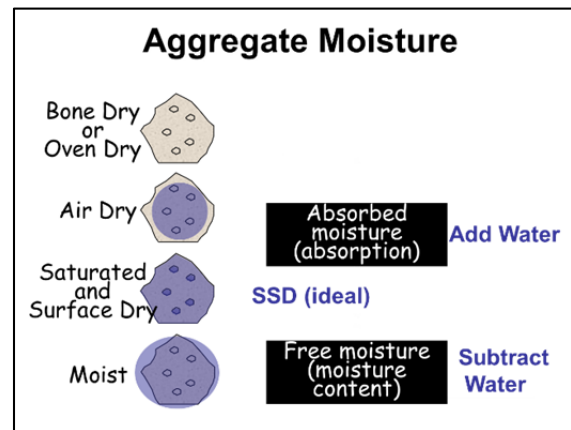 Aggregate Moisture
Bone Dry
or
Oven Dry
Air Dry
Absorbed
moisture
(absorption)
Add Water
Saturated
and
Surface Dry
SSD (ideal)
Moist
Free moisture
(moisture
content)
Subtract
Water